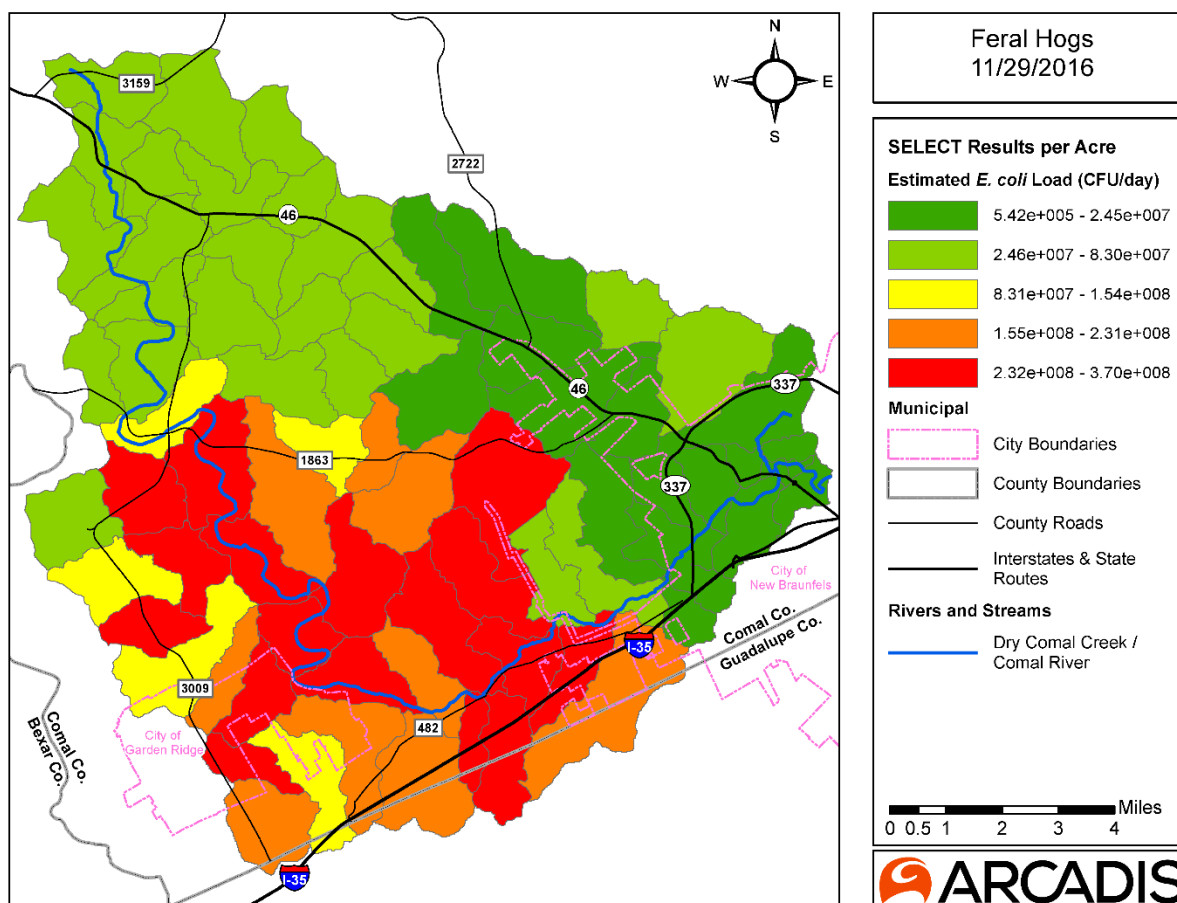 3159
2722
46
46
337
337
1863
3009
482
I-35
I-35
City of
New Braunfels
Comal Co.
Guadalupe Co.
City of
Garden Ridge
Comal Co.
Bexar Co.
N
W
E
S
Feral Hogs
11/29/2016
SELECT Results per Acre
Estimated E. coli Load (CFU/day)
5.42e+005 - 2.45e+007
2.46e+007 - 8.30e+007
8.31e+007 - 1.54e+008
1.55e+008 - 2.31e+008
2.32e+008 - 3.70e+008
Municipal
City Boundaries
County Boundaries
County Roads
Interstates & State
Routes
Rivers and Streams
Dry Comal Creek /
Comal River
Miles
0 0.5 1 2 3 4
ARCADIS